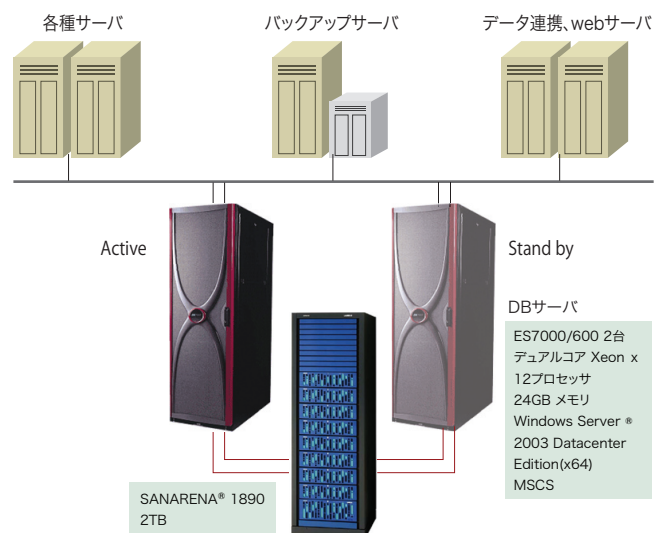 各種サーバ
バックアップサーバ
データ連携、webサーバ
Active
Stand by
DBサーバ
ES7000/600 2台
デュアルコア Xeon x
12プロセッサ
24GB メモリ
Windows Server ®
2003 Datacenter
Edition(x64)
MSCS
SANARENA® 1890
2TB